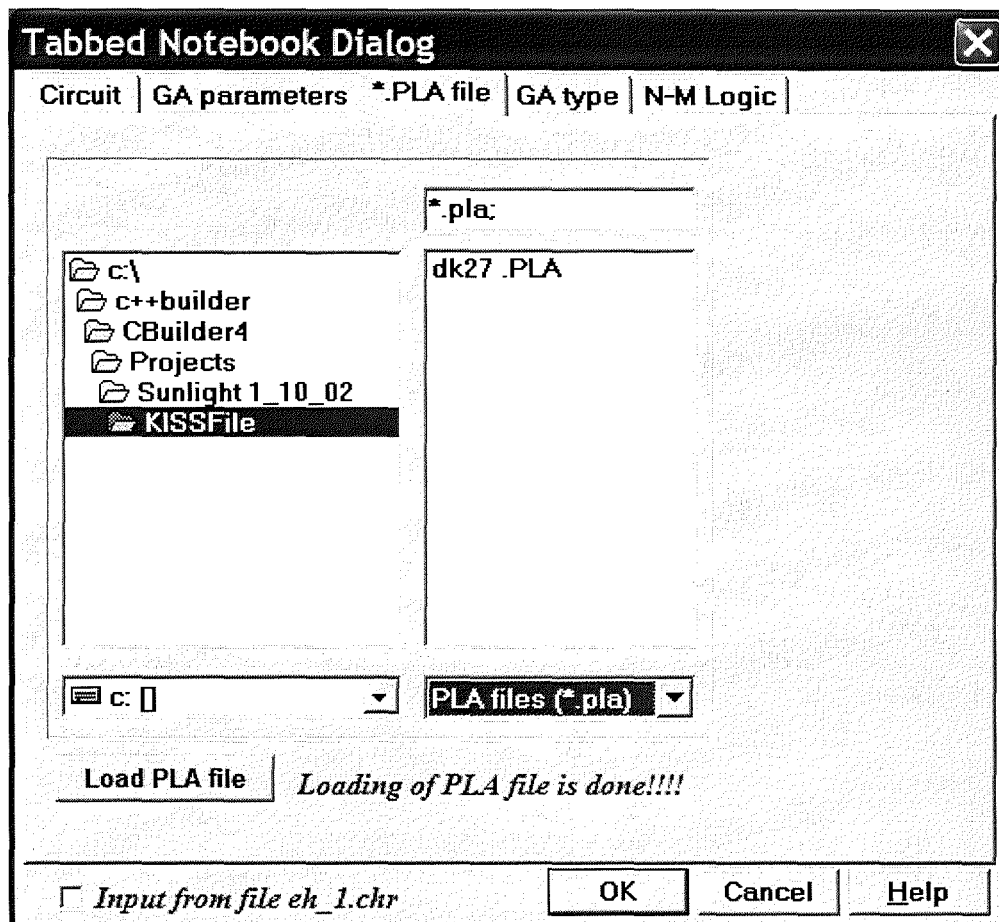 Tabbed Notebook Dialog
Circuit GA parameters *.PLA file GA type N-M Logic
*.pla;
c:\
c++builder
CBuilder4
Projects
Sunlight 1_10_02
KISSFile
dk27 .PLA
c: []
PLA files (*.pla)
Load PLA file
Loading of PLA file is done!!!!
Input from file eh_1.chr
OK
Cancel
Help